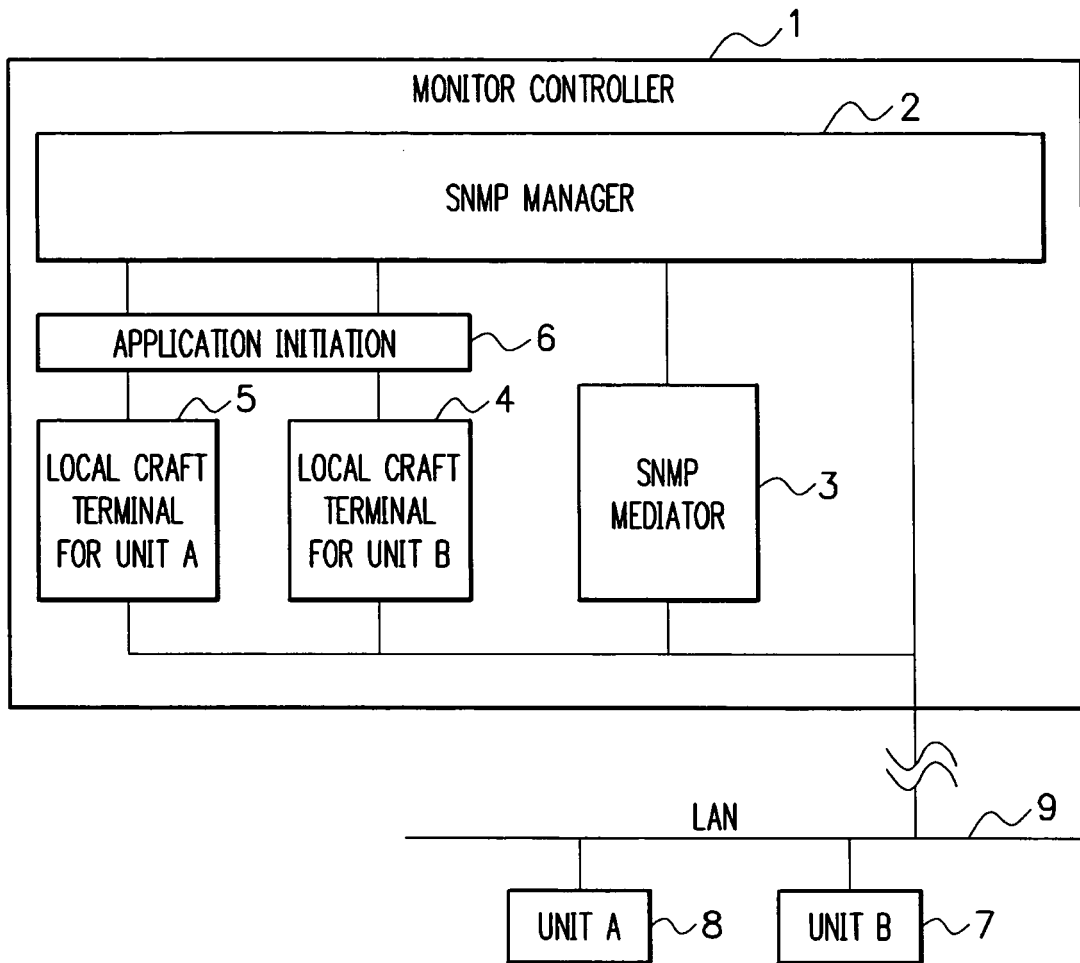 1
MONITOR CONTROLLER
2
SNMP MANAGER
APPLICATION INITIATION
6
5
4
LOCAL CRAFT
TERMINAL
FOR UNIT A
LOCAL CRAFT
TERMINAL
FOR UNIT B
SNMP
MEDIATOR
3
LAN
9
UNIT A
8
UNIT B
7